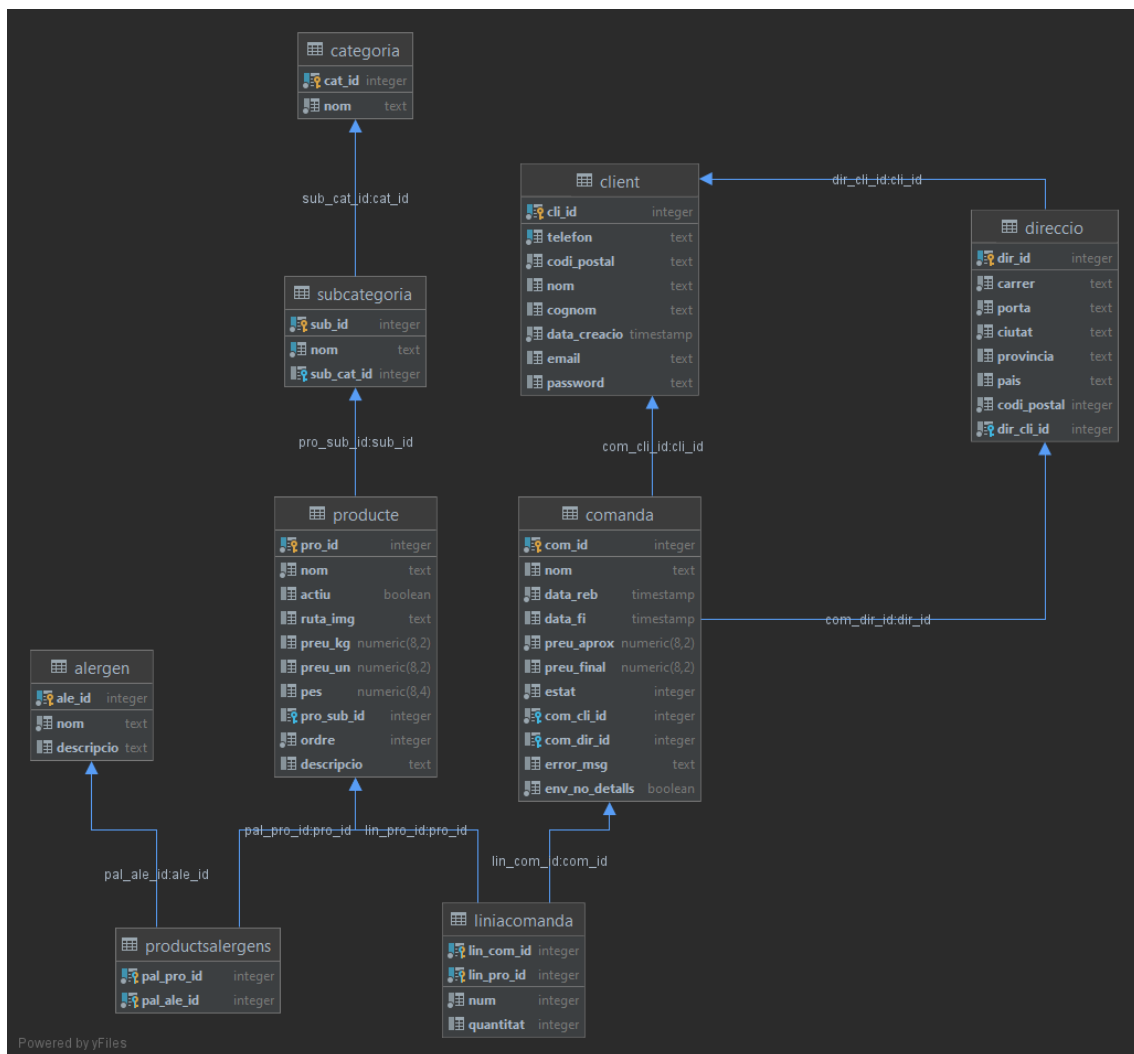 categoria
cat_id integer
nom text
sub_cat_id:cat_id
client
cli_id integer
telefon text
codi_postal text
nom text
cognom text
data_creacio timestamp
email text
password text
dir_cli_id:cli_id
direccio
dir_id integer
carrer text
porta text
ciutat text
provincia text
pais text
codi_postal integer
dir_cli_id integer
subcategoria
sub_id integer
nom text
sub_cat_id integer
pro_sub_id:sub_id
com_cli_id:cli_id
producte
pro_id integer
nom text
actiu boolean
ruta_img text
preu_kg numeric(8,2)
preu_un numeric(8,2)
pes numeric(8,4)
pro_sub_id integer
ordre integer
descripcio text
comanda
com_id integer
nom text
data_reb timestamp
data_fi timestamp
preu_aprox numeric(8,2)
preu_final numeric(8,2)
estat integer
com_cli_id integer
com_dir_id integer
error_msg text
env_no_detalls boolean
com_dir_id:dir_id
alergen
ale_id integer
nom text
descripcio text
pal_pro_id:pro_id
lin_pro_id:pro_id
lin_com_id:com_id
pal_ale_id:ale_id
productsalergens
pal_pro_id integer
pal_ale_id integer
liniacomanda
lin_com_id integer
lin_pro_id integer
num integer
quantitat integer
Powered by yFiles